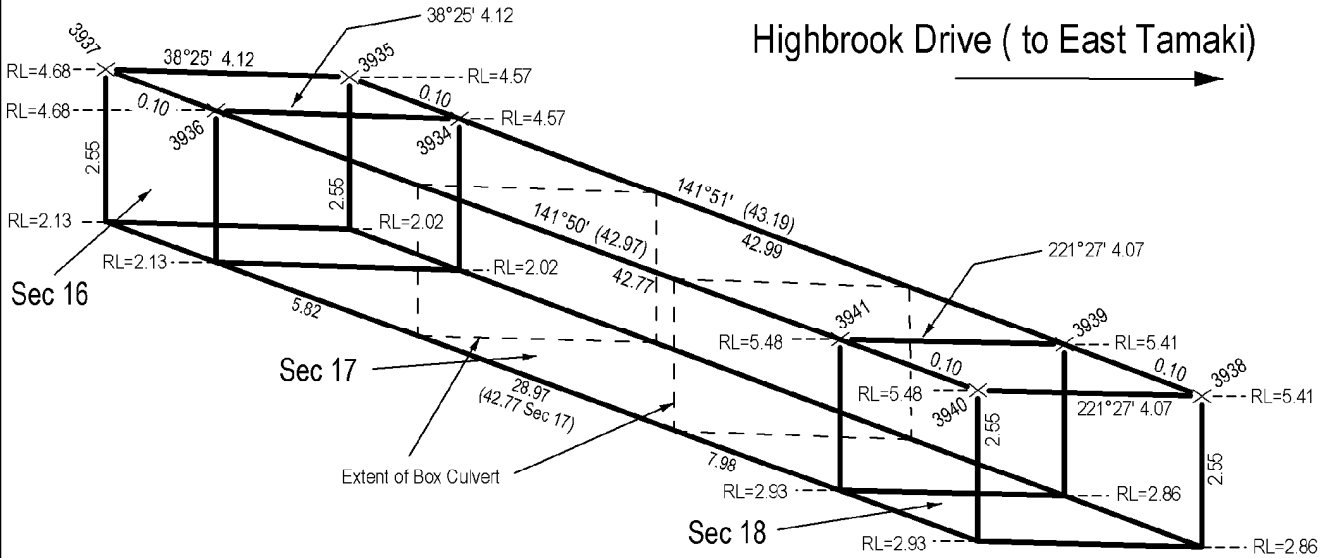 Highbrook Drive ( to East Tamaki)
38°25' 4.12
3937
38°25' 4.12
3935
RL=4.68
RL=4.57
RL=4.68
0.10
0.10
RL=4.57
3936
3934
2.55
2.55
RL=2.13
RL=2.02
RL=2.13
RL=2.02
Sec 16
5.82
141°51' (43.19)
42.99
141°50' (42.97)
42.77
221°27' 4.07
3941
3939
RL=5.48
RL=5.41
0.10
0.10
3938
RL=5.48
3940
221°27' 4.07
RL=5.41
2.55
2.55
Sec 17
28.97
(42.77 Sec 17)
Extent of Box Culvert
7.98
RL=2.93
RL=2.86
Sec 18
RL=2.93
RL=2.86